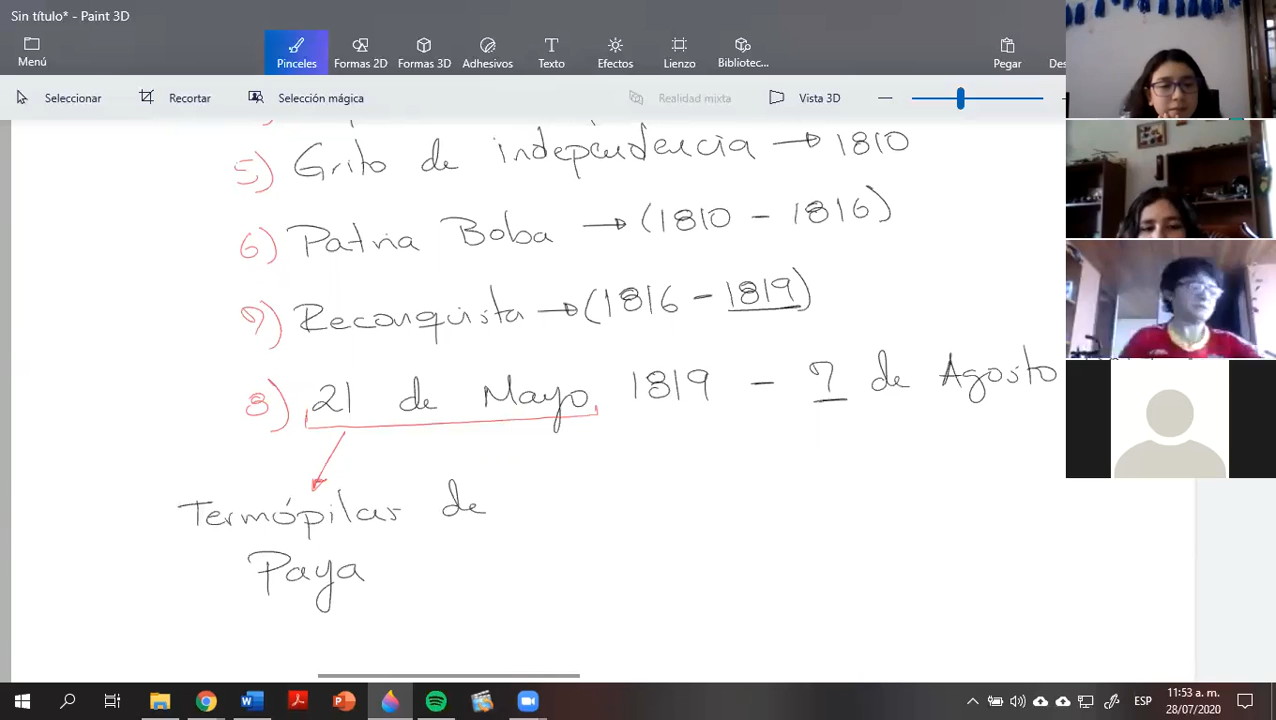 Sin título* - Paint 3D
Menú
Pinceles
Formas 2D
Formas 3D
Adhesivos
Texto
Efectos
Lienzo
Bibliotec...
Pegar
Seleccionar
Recortar
Selección mágica
Realidad mixta
Vista 3D
5) Grito de independencia → 1810
6) Patria Boba → (1810 - 1816)
7) Reconquista → (1816 - 1819)
8) 21 de Mayo 1819 - 7 de Agosto
Termópilas de
Paya
ESP
11:53 a. m.
28/07/2020